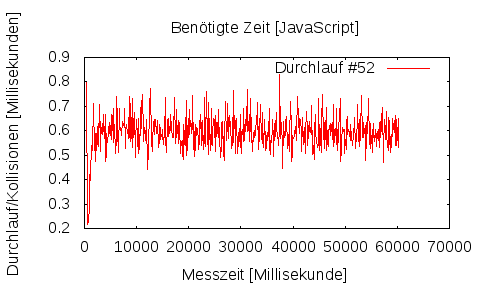 Benötigte Zeit [JavaScript]
Durchlauf/Kollisionen [Millisekunden]
Durchlauf #52
0.9
0.8
0.7
0.6
0.5
0.4
0.3
0.2
0 10000 20000 30000 40000 50000 60000 70000
Messzeit [Millisekunde]